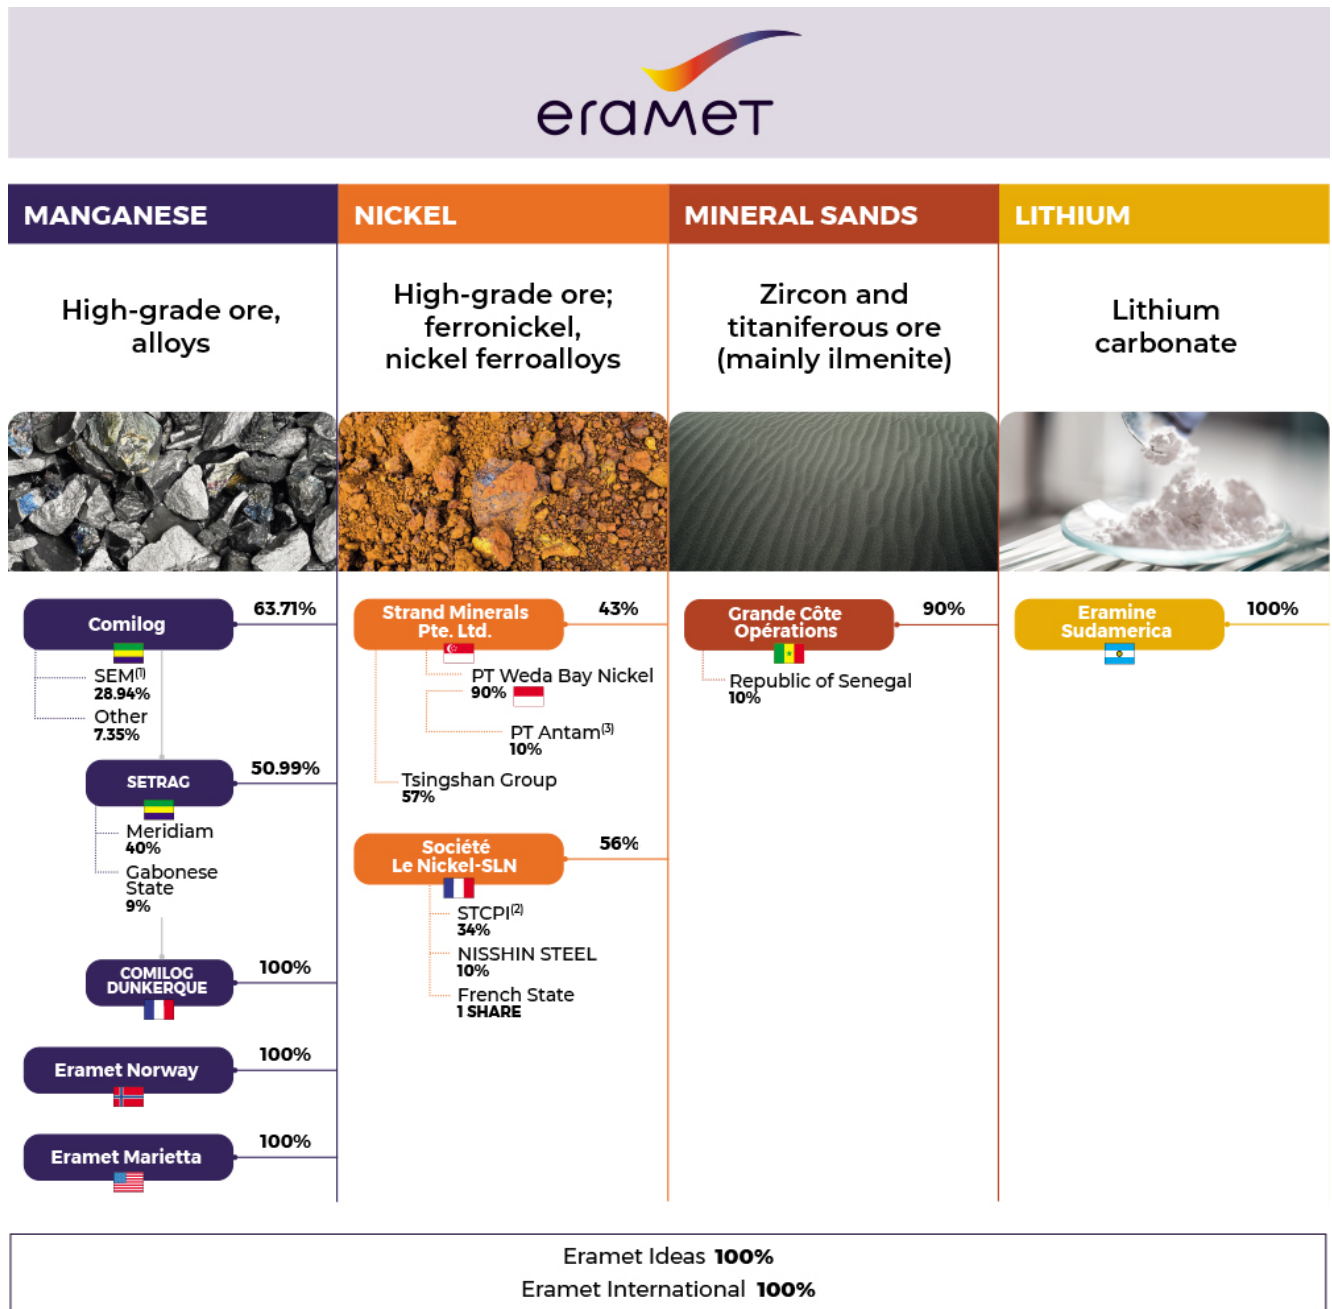 eramet
MANGANESE
High-grade ore,
alloys
Comilog
63.71%
SEM(1)
28.94%
Other
7.35%
SETRAG
50.99%
Meridiam
40%
Gabonese
State
9%
COMILOG
DUNKERQUE
100%
Eramet Norway
100%
Eramet Marietta
100%
NICKEL
High-grade ore;
ferronickel,
nickel ferroalloys
Strand Minerals
Pte. Ltd.
43%
PT Weda Bay Nickel
90%
PT Antam(3)
10%
Tsingshan Group
57%
Société
Le Nickel-SLN
56%
STCPI(2)
34%
NISSHIN STEEL
10%
French State
1 SHARE
MINERAL SANDS
Zircon and
titaniferous ore
(mainly ilmenite)
Grande Côte
Opérations
90%
Republic of Senegal
10%
LITHIUM
Lithium
carbonate
Eramine
Sudamerica
100%
Eramet Ideas 100%
Eramet International 100%